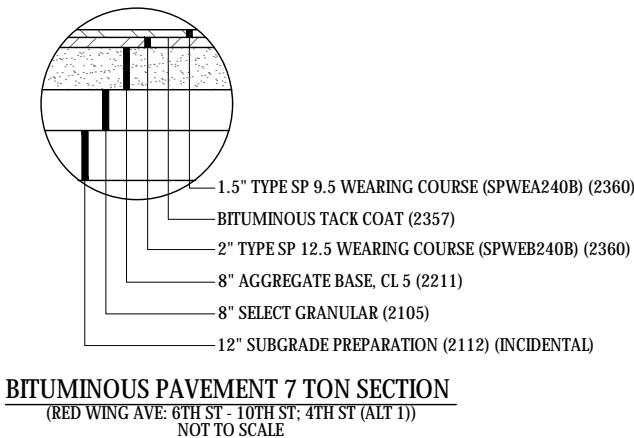 1.5" TYPE SP 9.5 WEARING COURSE (SPWEA240B) (2360)
BITUMINOUS TACK COAT (2357)
2" TYPE SP 12.5 WEARING COURSE (SPWEB240B) (2360)
8" AGGREGATE BASE, CL 5 (2211)
8" SELECT GRANULAR (2105)
12" SUBGRADE PREPARATION (2112) (INCIDENTAL)
BITUMINOUS PAVEMENT 7 TON SECTION
(RED WING AVE: 6TH ST - 10TH ST; 4TH ST (ALT 1))
NOT TO SCALE